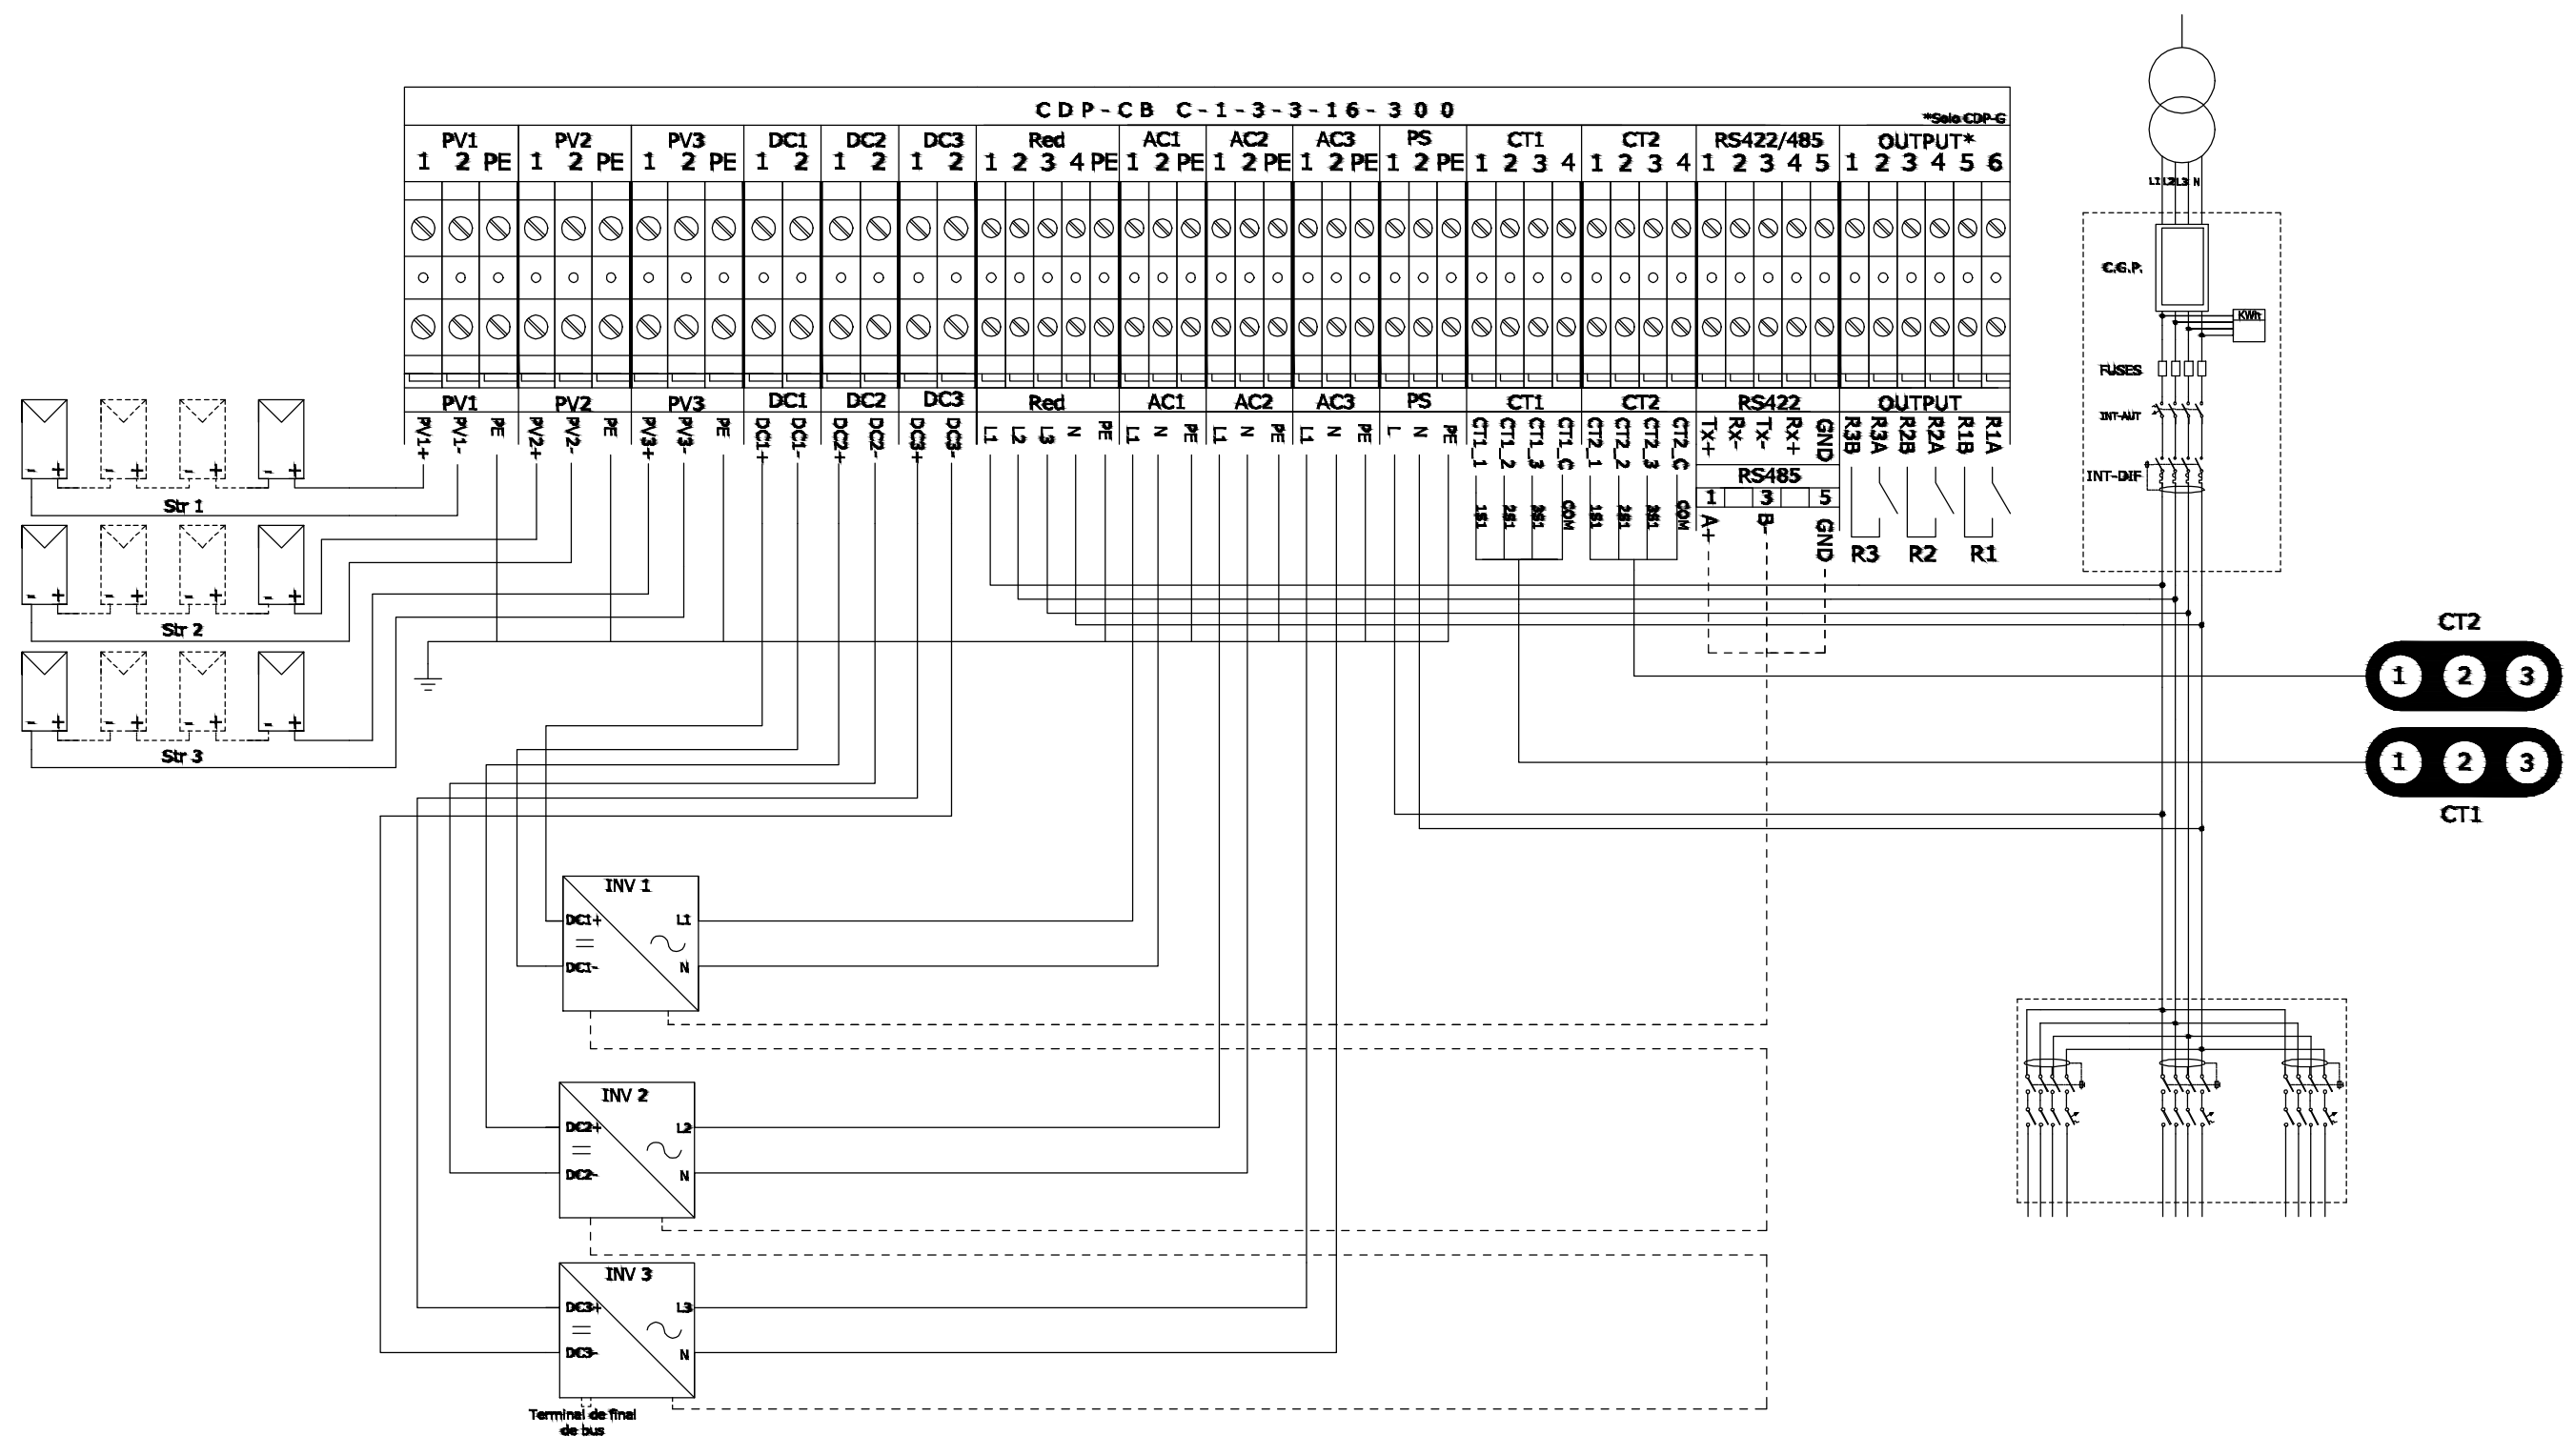 CDP-CB C-1-3-3-16-300
*Solo CDP-G
PV1 PV2 PV3 DC1 DC2 DC3 Red AC1 AC2 AC3 PS CT1 CT2 RS422/485 OUTPUT*
1 2 PE 1 2 PE 1 2 PE 1 2 1 2 1 2 1 2 3 4 PE 1 2 PE 1 2 PE 1 2 PE 1 2 PE 1 2 3 4 1 2 3 4 1 2 3 4 5 1 2 3 4 5 6
PV1 PV2 PV3 DC1 DC2 DC3 Red AC1 AC2 AC3 PS CT1 CT2 RS422 OUTPUT
PV1+ PV1- PE PV2+ PV2- PE PV3+ PV3- PE DC1+ DC1- DC2+ DC2- DC3+ DC3- L1 L2 L3 N PE L1 N PE L1 N PE L1 N PE L N PE CT1_1 CT1_2 CT1_3 CT1_C CT2_1 CT2_2 CT2_3 CT2_C Tx+ Rx- Tx- Rx+ GND R3B R3A R2B R2A R1B R1A
RS485
1 3 5
1S1 2S1 3S1 COM 1S1 2S1 3S1 COM A+ B- GND
R3 R2 R1
- + - + - + - +
Str 1
- + - + - + - +
Str 2
- + - + - + - +
Str 3
L1 L2 L3 N
C.G.P.
KWh
FUSES
INT-AUT
INT-DIF
CT2
1 2 3
1 2 3
CT1
INV 1
DC1+ L1
DC1- N
INV 2
DC2+ L2
DC2- N
INV 3
DC3+ L3
DC3- N
Terminal de final
de bus